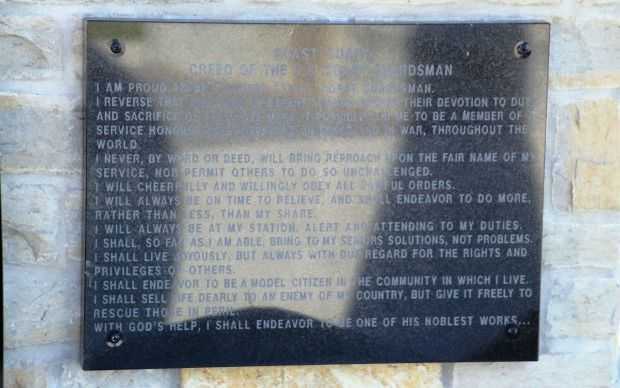 COAST GUARD
CREED OF THE GUARDSMAN
I AM PROUD TO BE A GUARDSMAN.
I REVERSE THAT THEIR DEVOTION TO DUTY
AND SACRIFICE OF TO BE A MEMBER OF
SERVICE HONORED IN WAR, THROUGHOUT THE
WORLD.
I NEVER, BY WORD OR DEED, WILL BRING REPROACH UPON THE FAIR NAME OF MY
SERVICE, NOR PERMIT OTHERS TO DO SO UNCHALLENGED.
I WILL CHEERFULLY AND WILLINGLY OBEY ALL LAWFUL ORDERS.
I WILL ALWAYS BE ON TIME TO RELIEVE, AND SHALL ENDEAVOR TO DO MORE,
RATHER THAN LESS, THAN MY SHARE.
I WILL ALWAYS BE AT MY STATION, ALERT AND ATTENDING TO MY DUTIES.
I SHALL, SO FAR AS I AM ABLE, BRING TO MY SENIORS SOLUTIONS, NOT PROBLEMS.
I SHALL LIVE JOYOUSLY, BUT ALWAYS WITH DUE REGARD FOR THE RIGHTS AND
PRIVILEGES OF OTHERS.
I SHALL ENDEAVOR TO BE A MODEL CITIZEN IN THE COMMUNITY IN WHICH I LIVE.
I SHALL SELL LIFE DEARLY TO AN ENEMY OF MY COUNTRY, BUT GIVE IT FREELY TO
RESCUE THOSE IN PERIL.
WITH GOD'S HELP, I SHALL ENDEAVOR TO BE ONE OF HIS NOBLEST WORKS...